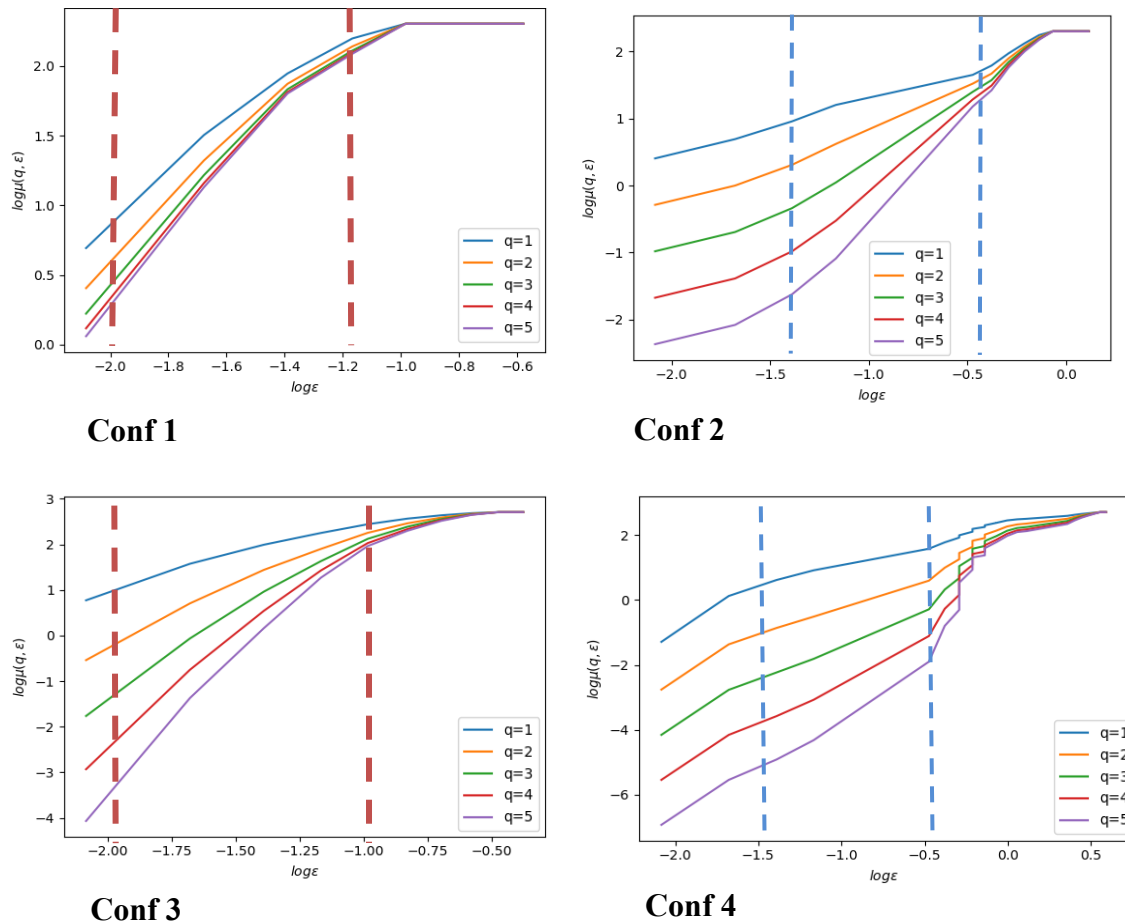 2.0
1.5
1.0
0.5
0.0
logμ(q, ε)
−2.0 −1.8 −1.6 −1.4 −1.2 −1.0 −0.8 −0.6
logε
q=1
q=2
q=3
q=4
q=5
Conf 1
2
1
0
−1
−2
logμ(q, ε)
−2.0 −1.5 −1.0 −0.5 0.0
logε
q=1
q=2
q=3
q=4
q=5
Conf 2
3
2
1
0
−1
−2
−3
−4
logμ(q, ε)
−2.00 −1.75 −1.50 −1.25 −1.00 −0.75 −0.50
logε
q=1
q=2
q=3
q=4
q=5
Conf 3
2
0
−2
−4
−6
logμ(q, ε)
−2.0 −1.5 −1.0 −0.5 0.0 0.5
logε
q=1
q=2
q=3
q=4
q=5
Conf 4